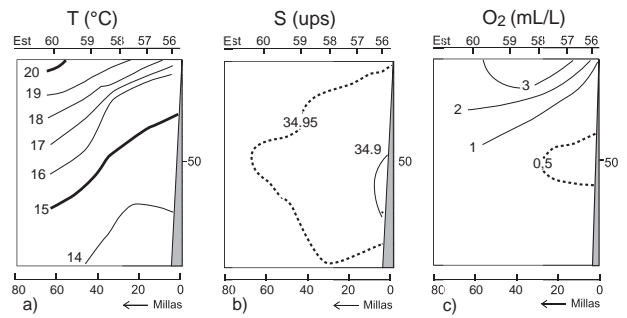 T (°C)
Est 60 59 58 57 56
20
19
18
17
16
15
14
50
80 60 40 20 0
a) ← Millas
S (ups)
Est 60 59 58 57 56
34.95
34.9
50
80 60 40 20 0
b) ← Millas
O2 (mL/L)
Est 60 59 58 57 56
3
2
1
0,5
50
80 60 40 20 0
c) ← Millas